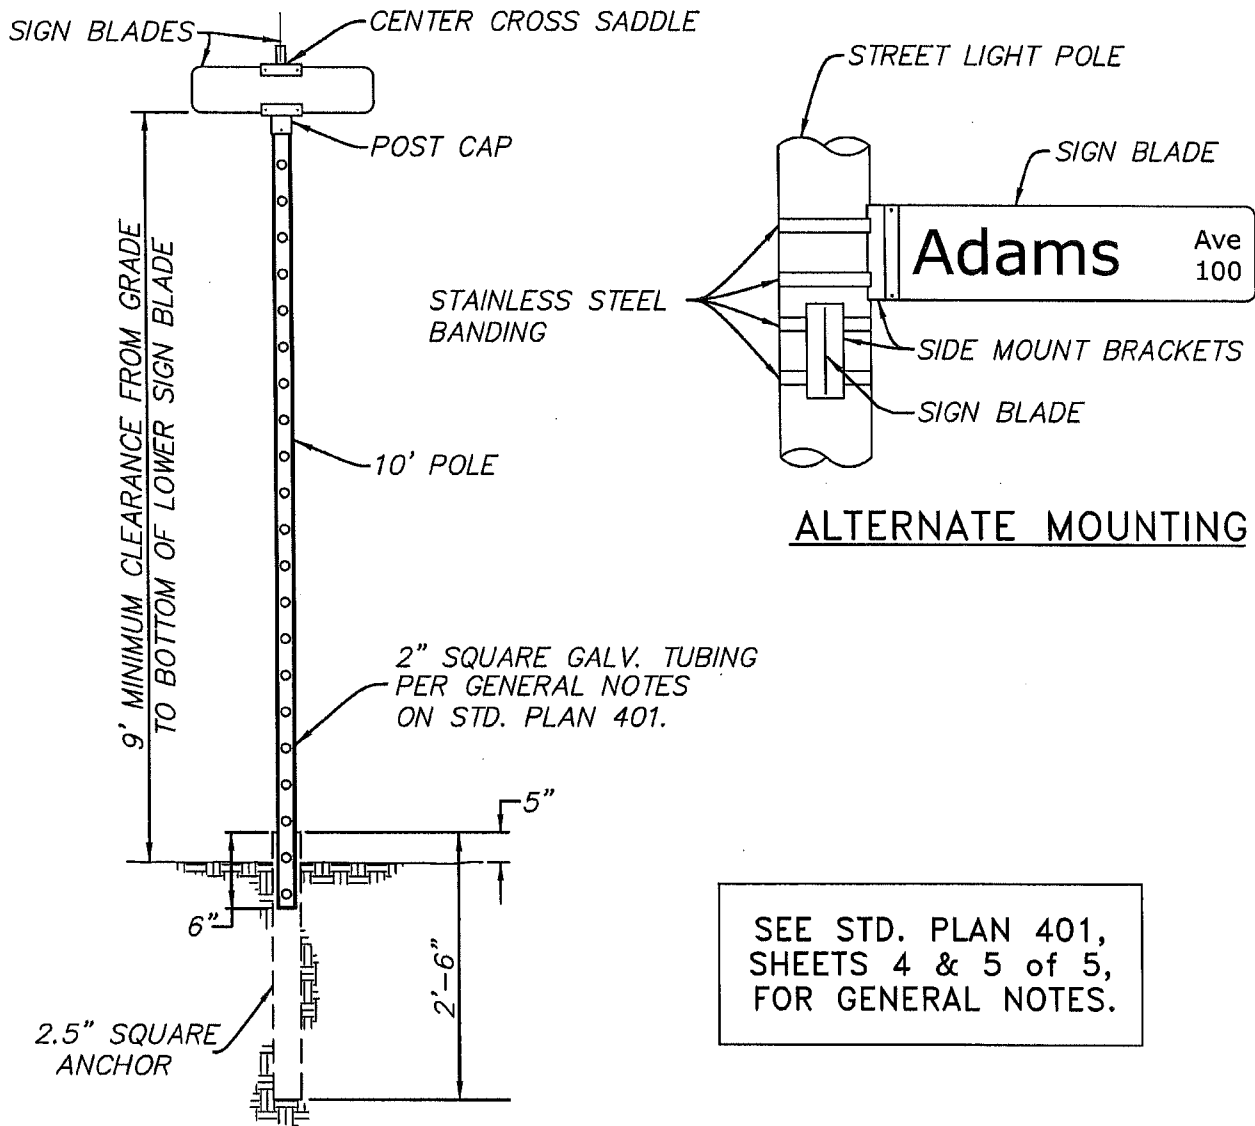 SIGN BLADES
CENTER CROSS SADDLE
POST CAP
9' MINIMUM CLEARANCE FROM GRADE
TO BOTTOM OF LOWER SIGN BLADE
10' POLE
2" SQUARE GALV. TUBING
PER GENERAL NOTES
ON STD. PLAN 401.
5"
6"
2'-6"
2.5" SQUARE
ANCHOR
STREET LIGHT POLE
SIGN BLADE
Adams Ave
100
STAINLESS STEEL
BANDING
SIDE MOUNT BRACKETS
SIGN BLADE
ALTERNATE MOUNTING
SEE STD. PLAN 401,
SHEETS 4 & 5 of 5,
FOR GENERAL NOTES.